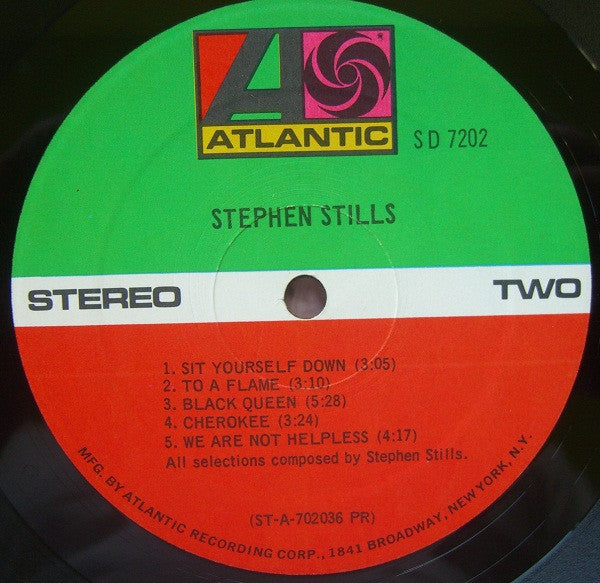 ATLANTIC
SD 7202
STEPHEN STILLS
STEREO
TWO
1. SIT YOURSELF DOWN (3:05)
2. TO A FLAME (3:10)
3. BLACK QUEEN (5:28)
4. CHEROKEE (3:24)
5. WE ARE NOT HELPLESS (4:17)
All selections composed by Stephen Stills.
(ST-A-702036 PR)
MFG. BY ATLANTIC RECORDING CORP., 1841 BROADWAY, NEW YORK, N.Y.